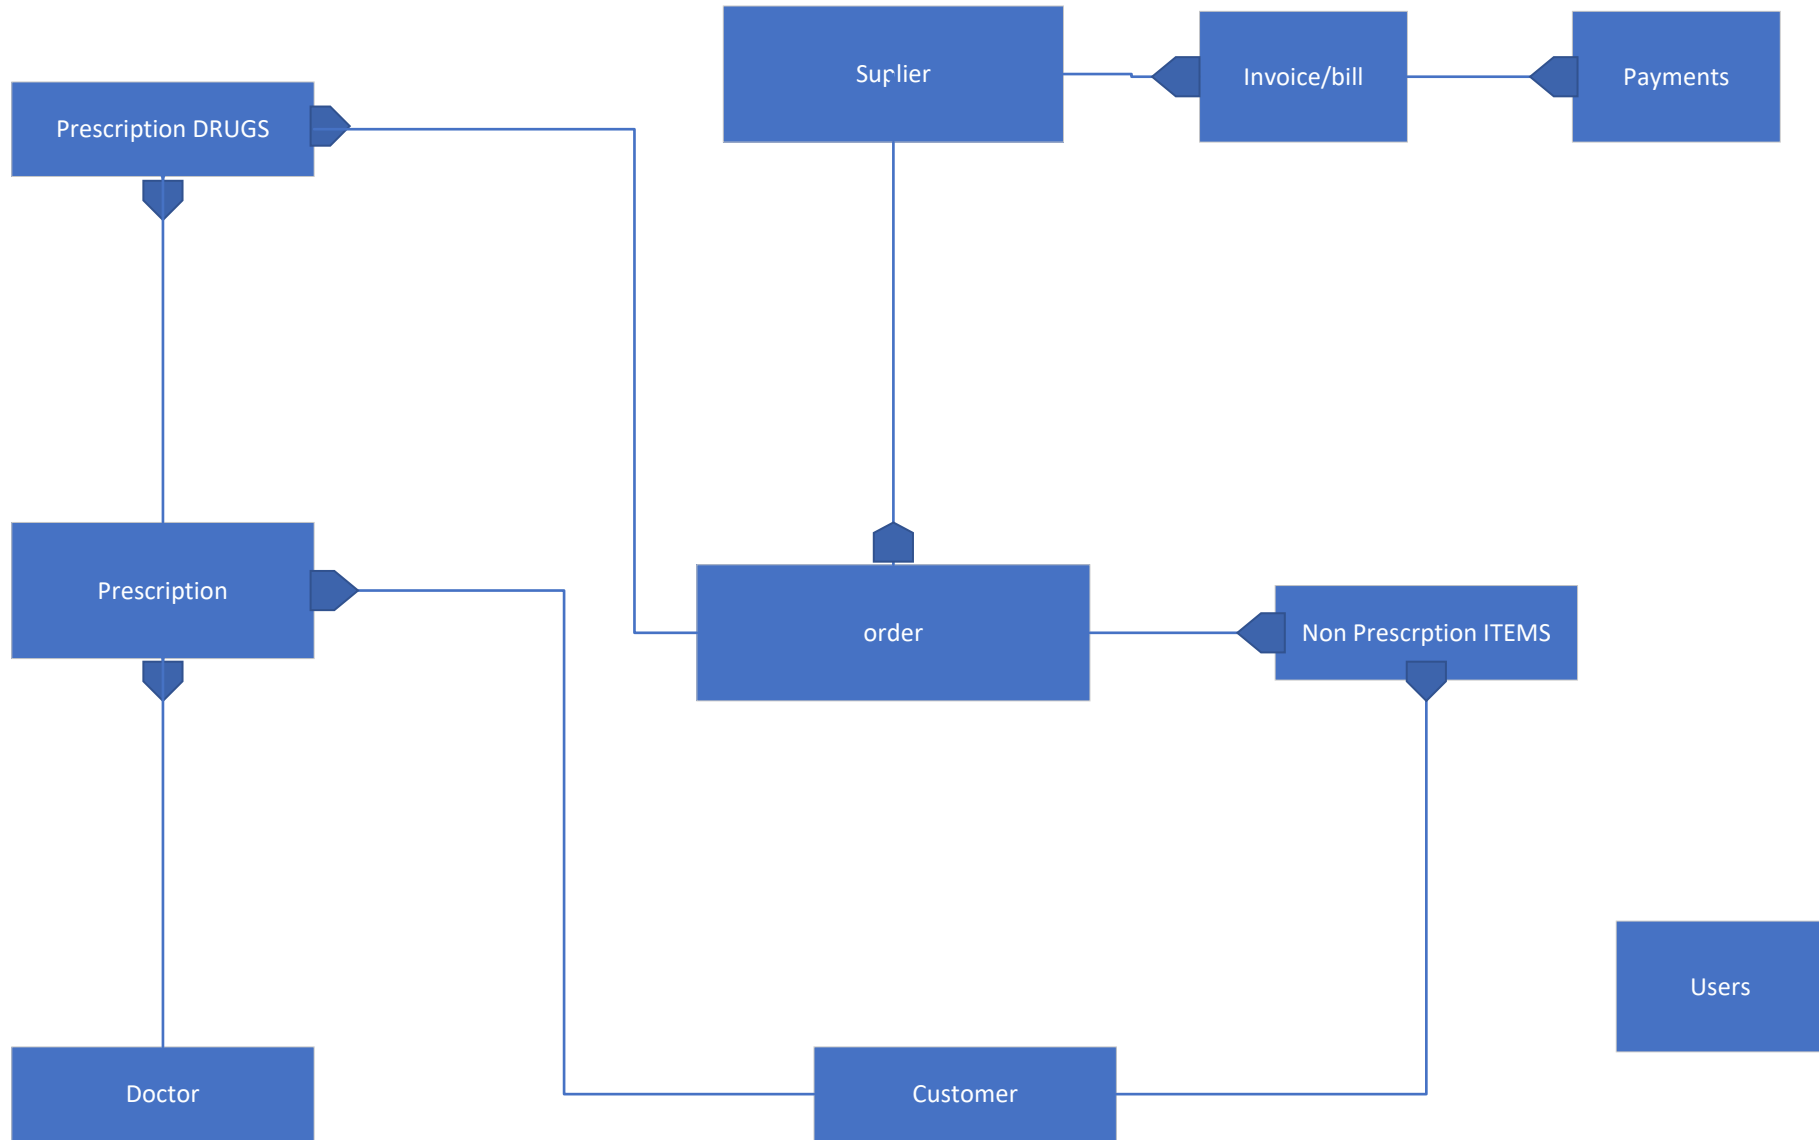 Suplier
Invoice/bill
Payments
Prescription DRUGS
Prescription
order
Non Prescrption ITEMS
Users
Doctor
Customer